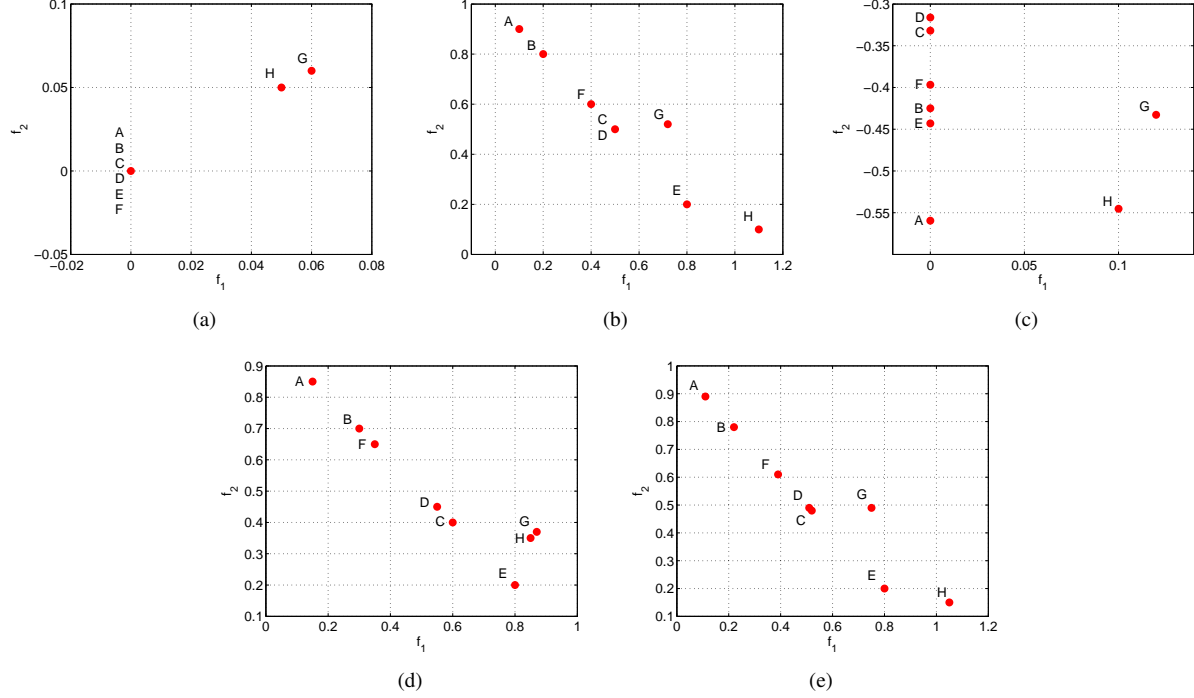 0.1
0.05
0
−0.05
f2
A
B
C
D
E
F
H
G
−0.02 0 0.02 0.04 0.06 0.08
f1
(a)
1
0.8
0.6
0.4
0.2
0
f2
A
B
F
C
D
G
E
H
0 0.2 0.4 0.6 0.8 1 1.2
f1
(b)
−0.3
−0.35
−0.4
−0.45
−0.5
−0.55
f2
D
C
F
B
E
A
G
H
0 0.05 0.1
f1
(c)
0.9
0.8
0.7
0.6
0.5
0.4
0.3
0.2
0.1
f2
A
B
F
D
C
G
H
E
0 0.2 0.4 0.6 0.8 1
f1
(d)
1
0.9
0.8
0.7
0.6
0.5
0.4
0.3
0.2
0.1
f2
A
B
F
D
C
G
E
H
0 0.2 0.4 0.6 0.8 1 1.2
f1
(e)